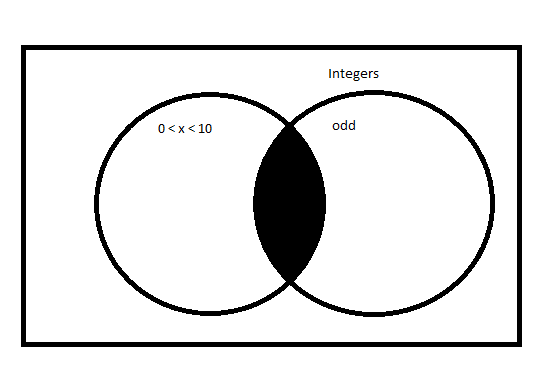 Integers
0 < x < 10
odd